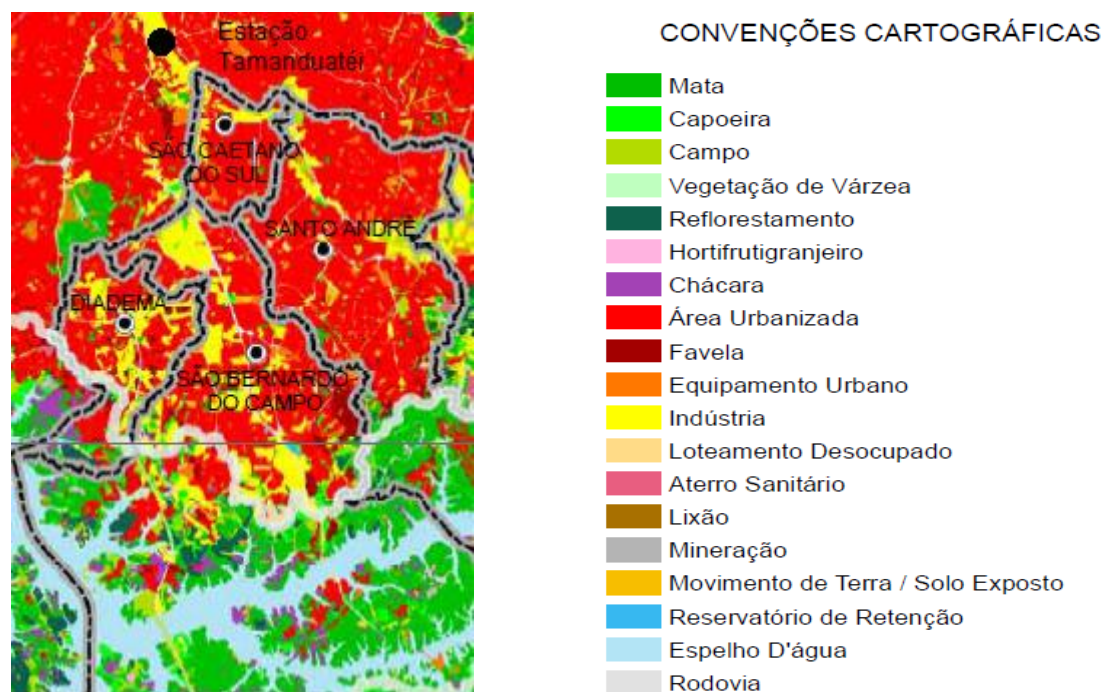 Estação
Tamanduatéi
SÃO CAETANO
DO SUL
SANTO ANDRÉ
DIADEMA
SÃO BERNARDO
DO CAMPO
CONVENÇÕES CARTOGRÁFICAS
Mata
Capoeira
Campo
Vegetação de Várzea
Reflorestamento
Hortifrutigranjeiro
Chácara
Área Urbanizada
Favela
Equipamento Urbano
Indústria
Loteamento Desocupado
Aterro Sanitário
Lixão
Mineração
Movimento de Terra / Solo Exposto
Reservatório de Retenção
Espelho D'água
Rodovia